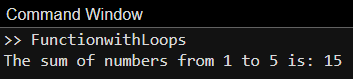 Command Window
>> FunctionwithLoops
The sum of numbers from 1 to 5 is: 15